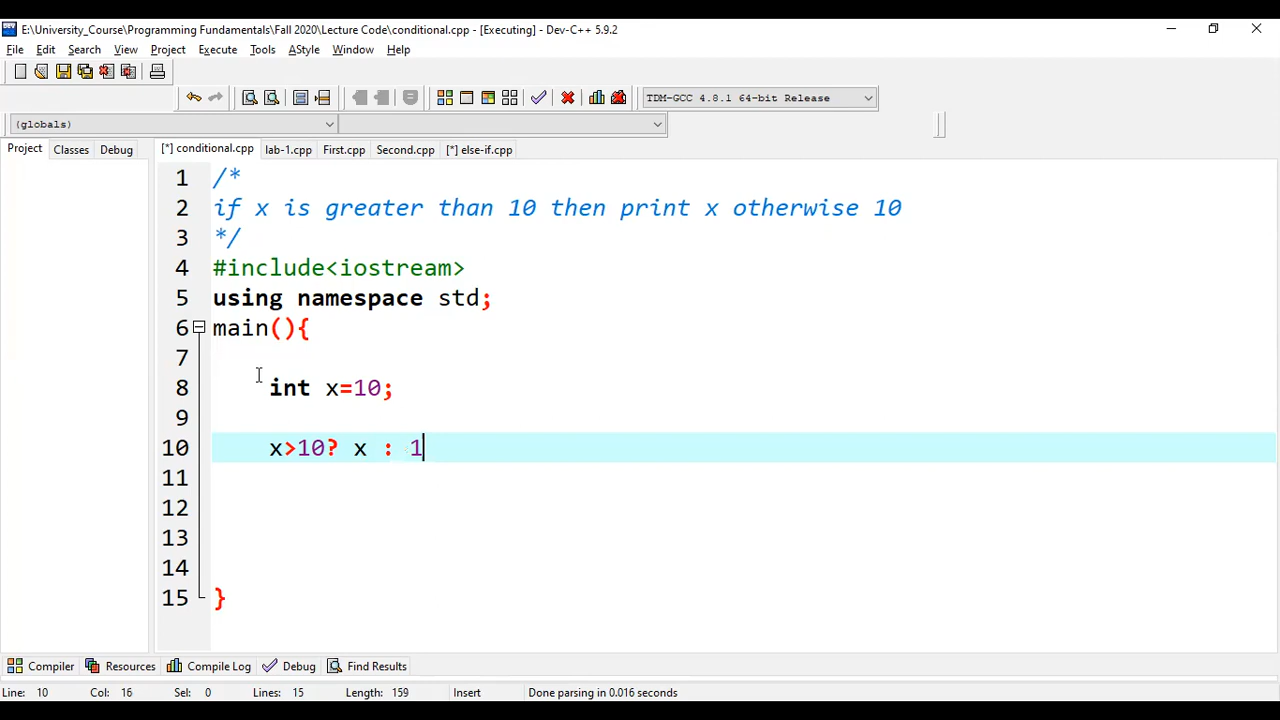 E:\University_Course\Programming Fundamentals\Fall 2020\Lecture Code\conditional.cpp - [Executing] - Dev-C++ 5.9.2
File Edit Search View Project Execute Tools AStyle Window Help
TDM-GCC 4.8.1 64-bit Release
(globals)
Project Classes Debug [*] conditional.cpp lab-1.cpp First.cpp Second.cpp [*] else-if.cpp
1 /*
2 if x is greater than 10 then print x otherwise 10
3 */
4 #include<iostream>
5 using namespace std;
6 main(){
7
8 int x=10;
9
10 x>10? x : 1
11
12
13
14
15 }
Compiler Resources Compile Log Debug Find Results
Line: 10 Col: 16 Sel: 0 Lines: 15 Length: 159 Insert Done parsing in 0.016 seconds